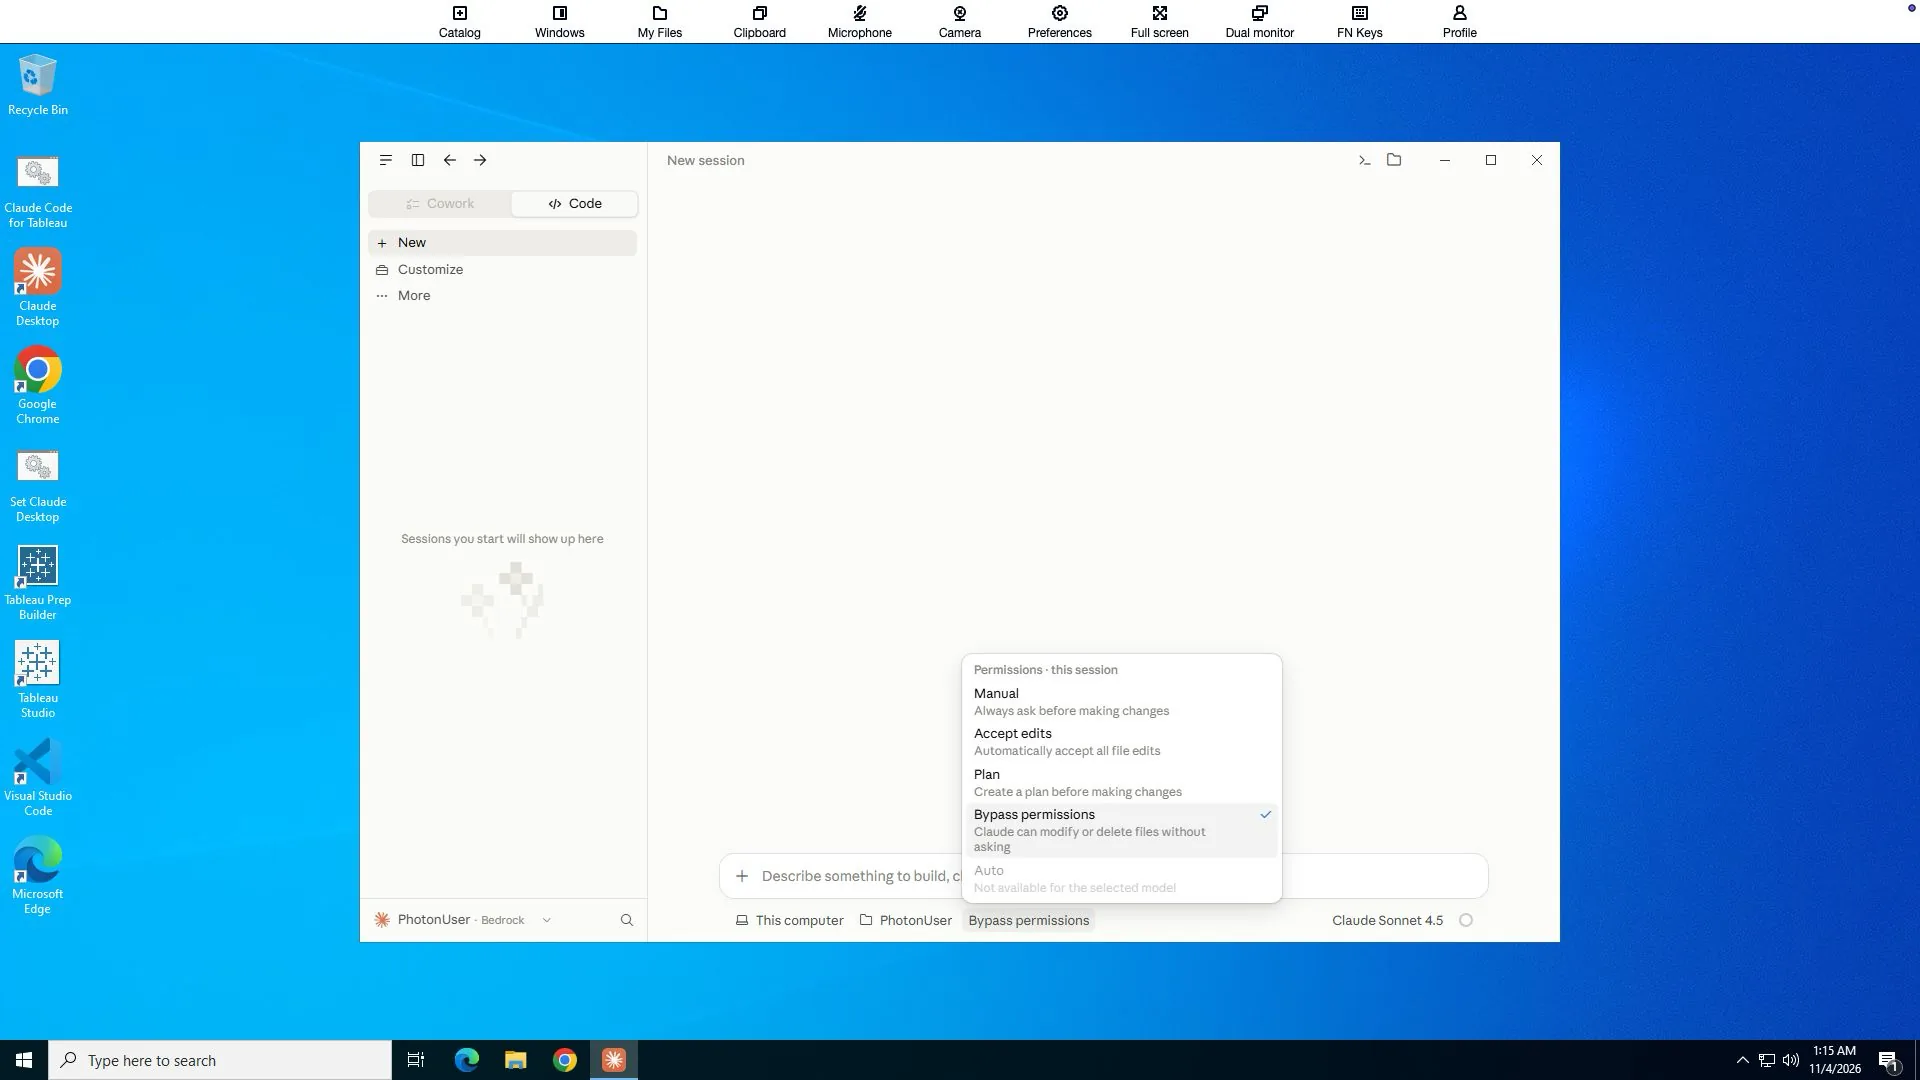 Catalog
Windows
My Files
Clipboard
Microphone
Camera
Preferences
Full screen
Dual monitor
FN Keys
Profile
Recycle Bin
Claude Code
for Tableau
Claude
Desktop
Google
Chrome
Set Claude
Desktop
Tableau Prep
Builder
Tableau
Studio
Visual Studio
Code
Microsoft
Edge
New session
Cowork
Code
New
Customize
More
Sessions you start will show up here
Permissions · this session
Manual
Always ask before making changes
Accept edits
Automatically accept all file edits
Plan
Create a plan before making changes
Bypass permissions
Claude can modify or delete files without
asking
Auto
Not available for the selected model
Describe something to build, c
PhotonUser · Bedrock
This computer
PhotonUser
Bypass permissions
Claude Sonnet 4.5
Type here to search
1:15 AM
11/4/2026
1